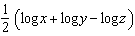 1/2 (log x + log y − log z)